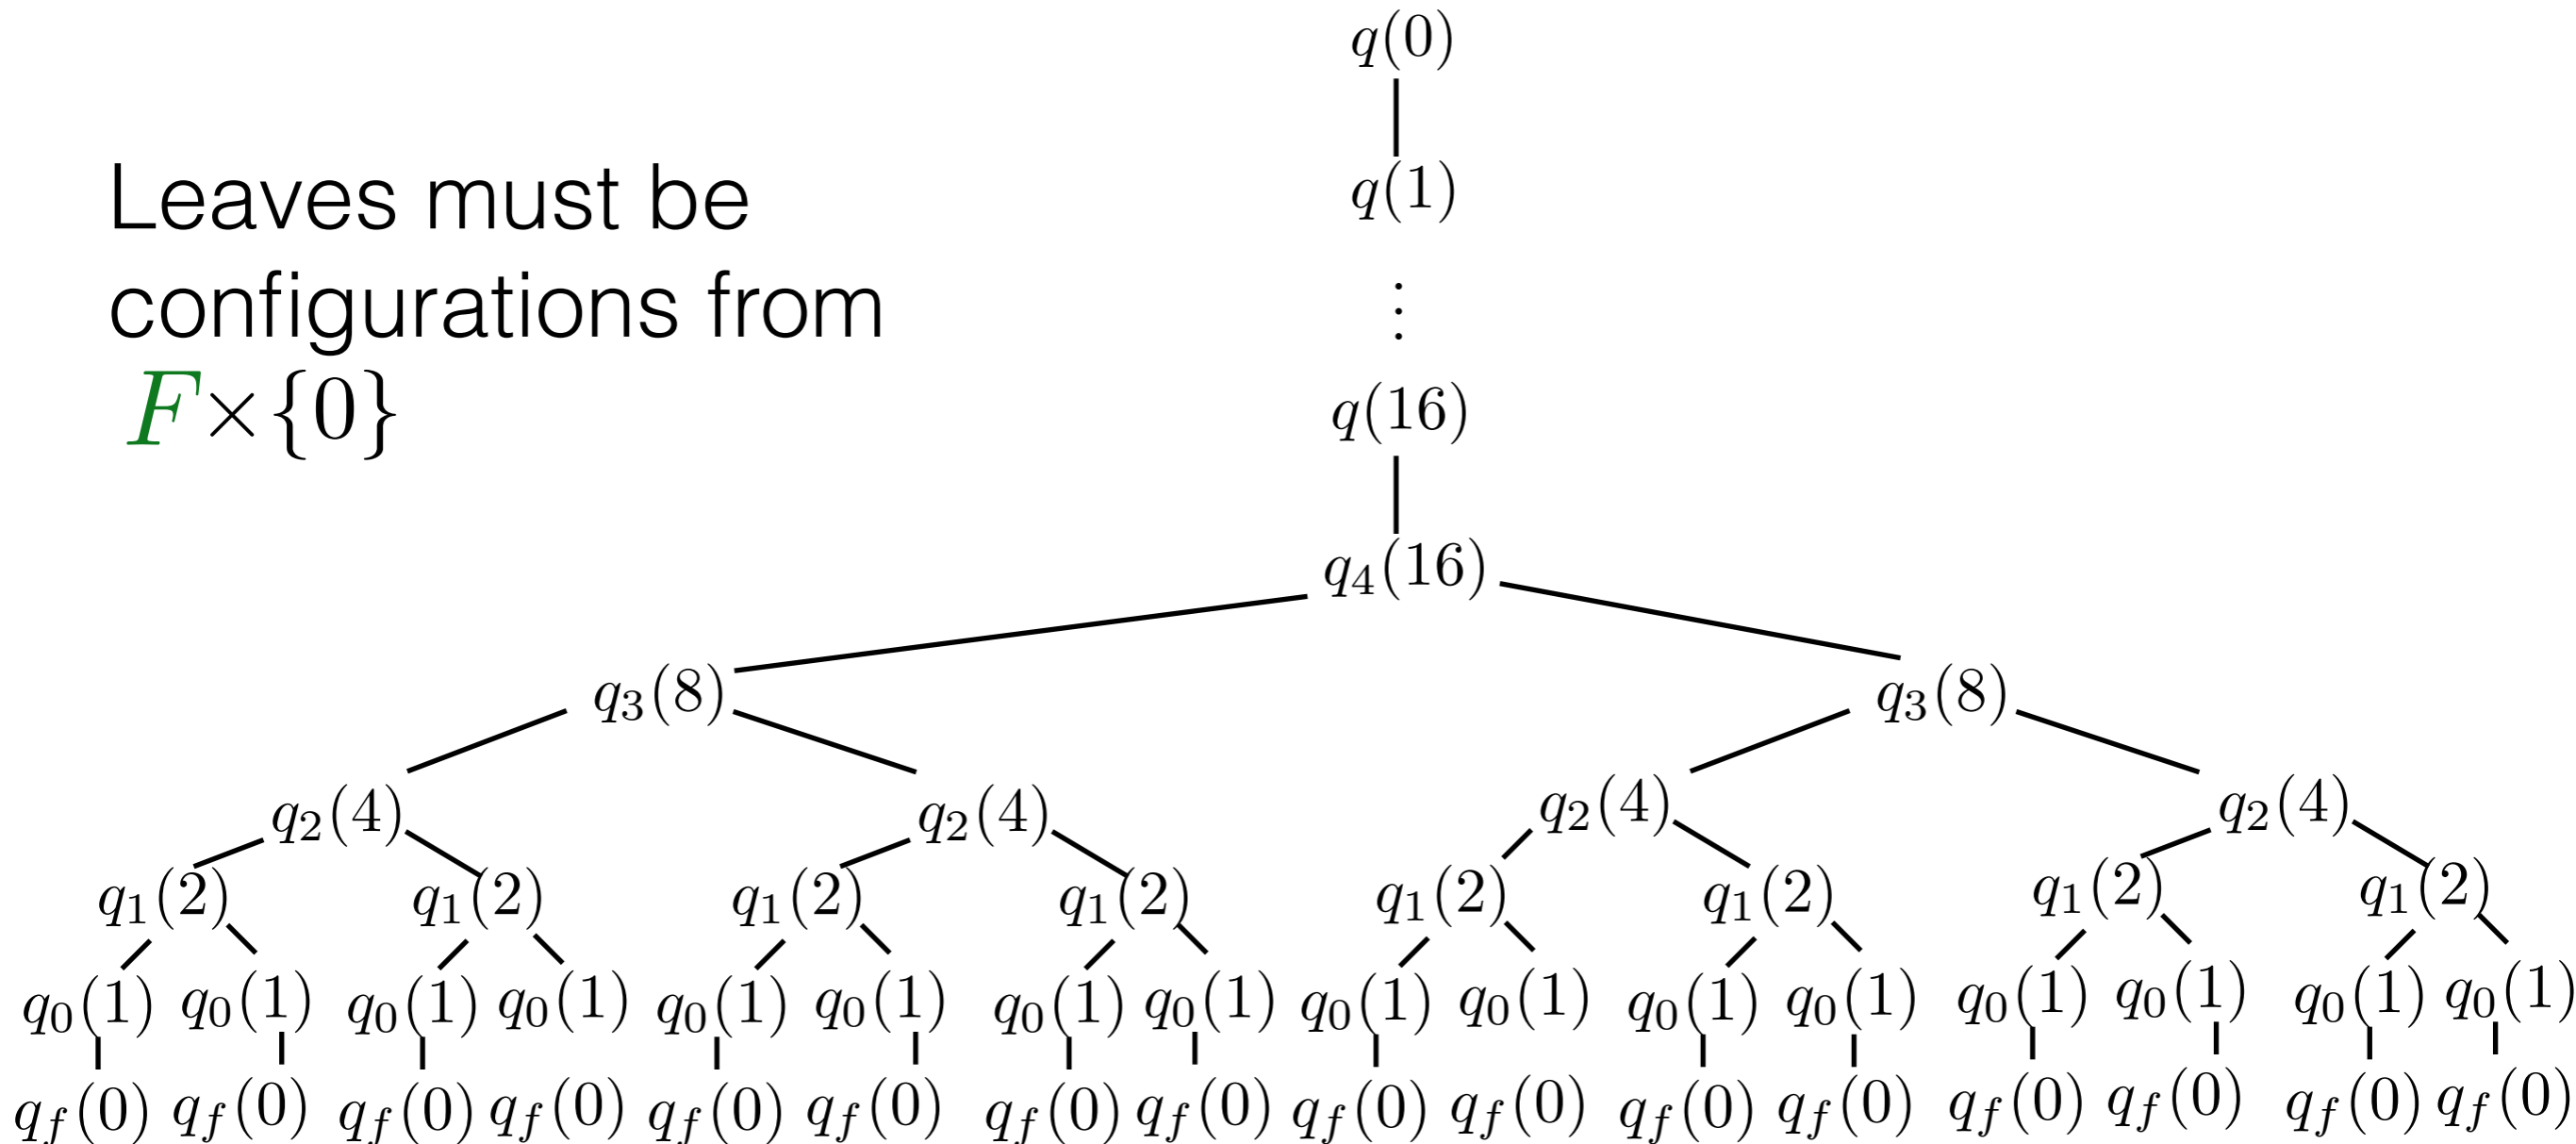 q(0)
q(1)
Leaves must be
configurations from
F×{0}
⋮
q(16)
q₄(16)
q₃(8) q₃(8)
q₂(4) q₂(4) q₂(4) q₂(4)
q₁(2) q₁(2) q₁(2) q₁(2) q₁(2) q₁(2) q₁(2) q₁(2)
q₀(1) q₀(1) q₀(1) q₀(1) q₀(1) q₀(1) q₀(1) q₀(1) q₀(1) q₀(1) q₀(1) q₀(1) q₀(1) q₀(1) q₀(1) q₀(1)
q_f(0) q_f(0) q_f(0) q_f(0) q_f(0) q_f(0) q_f(0) q_f(0) q_f(0) q_f(0) q_f(0) q_f(0) q_f(0) q_f(0) q_f(0) q_f(0)